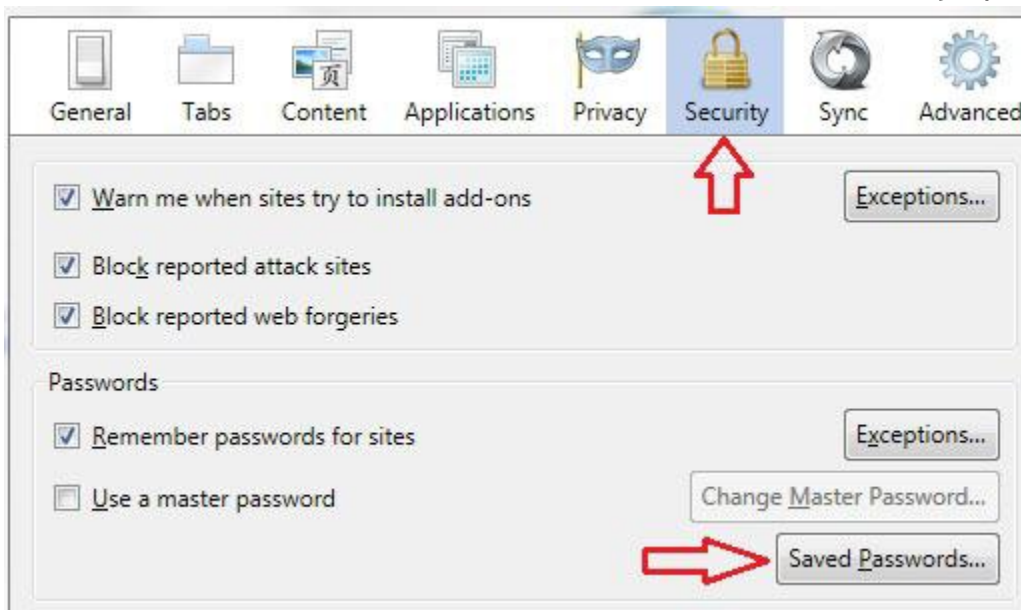 General Tabs Content Applications Privacy Security Sync Advanced
页
Warn me when sites try to install add-ons Exceptions...
Block reported attack sites
Block reported web forgeries
Passwords
Remember passwords for sites Exceptions...
Use a master password Change Master Password...
Saved Passwords...